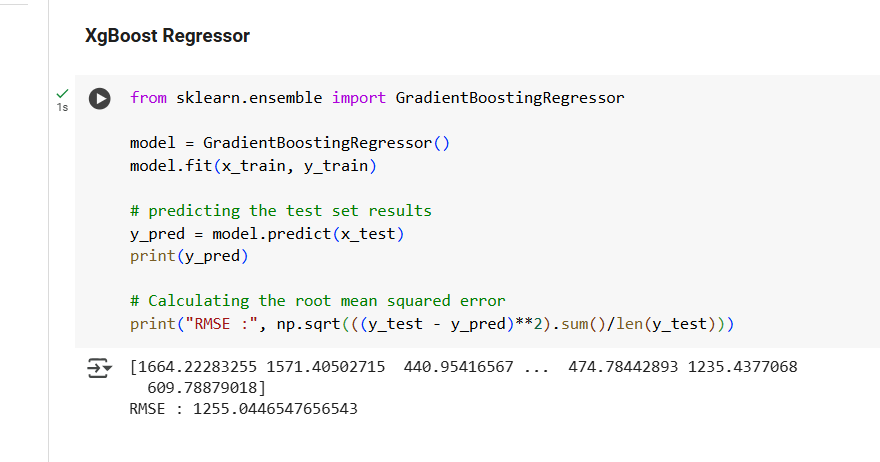 XgBoost Regressor
1s
from sklearn.ensemble import GradientBoostingRegressor
model = GradientBoostingRegressor()
model.fit(x_train, y_train)
# predicting the test set results
y_pred = model.predict(x_test)
print(y_pred)
# Calculating the root mean squared error
print("RMSE :", np.sqrt(((y_test - y_pred)**2).sum()/len(y_test)))
[1664.22283255 1571.40502715  440.95416567 ...  474.78442893 1235.4377068
609.78879018]
RMSE : 1255.0446547656543